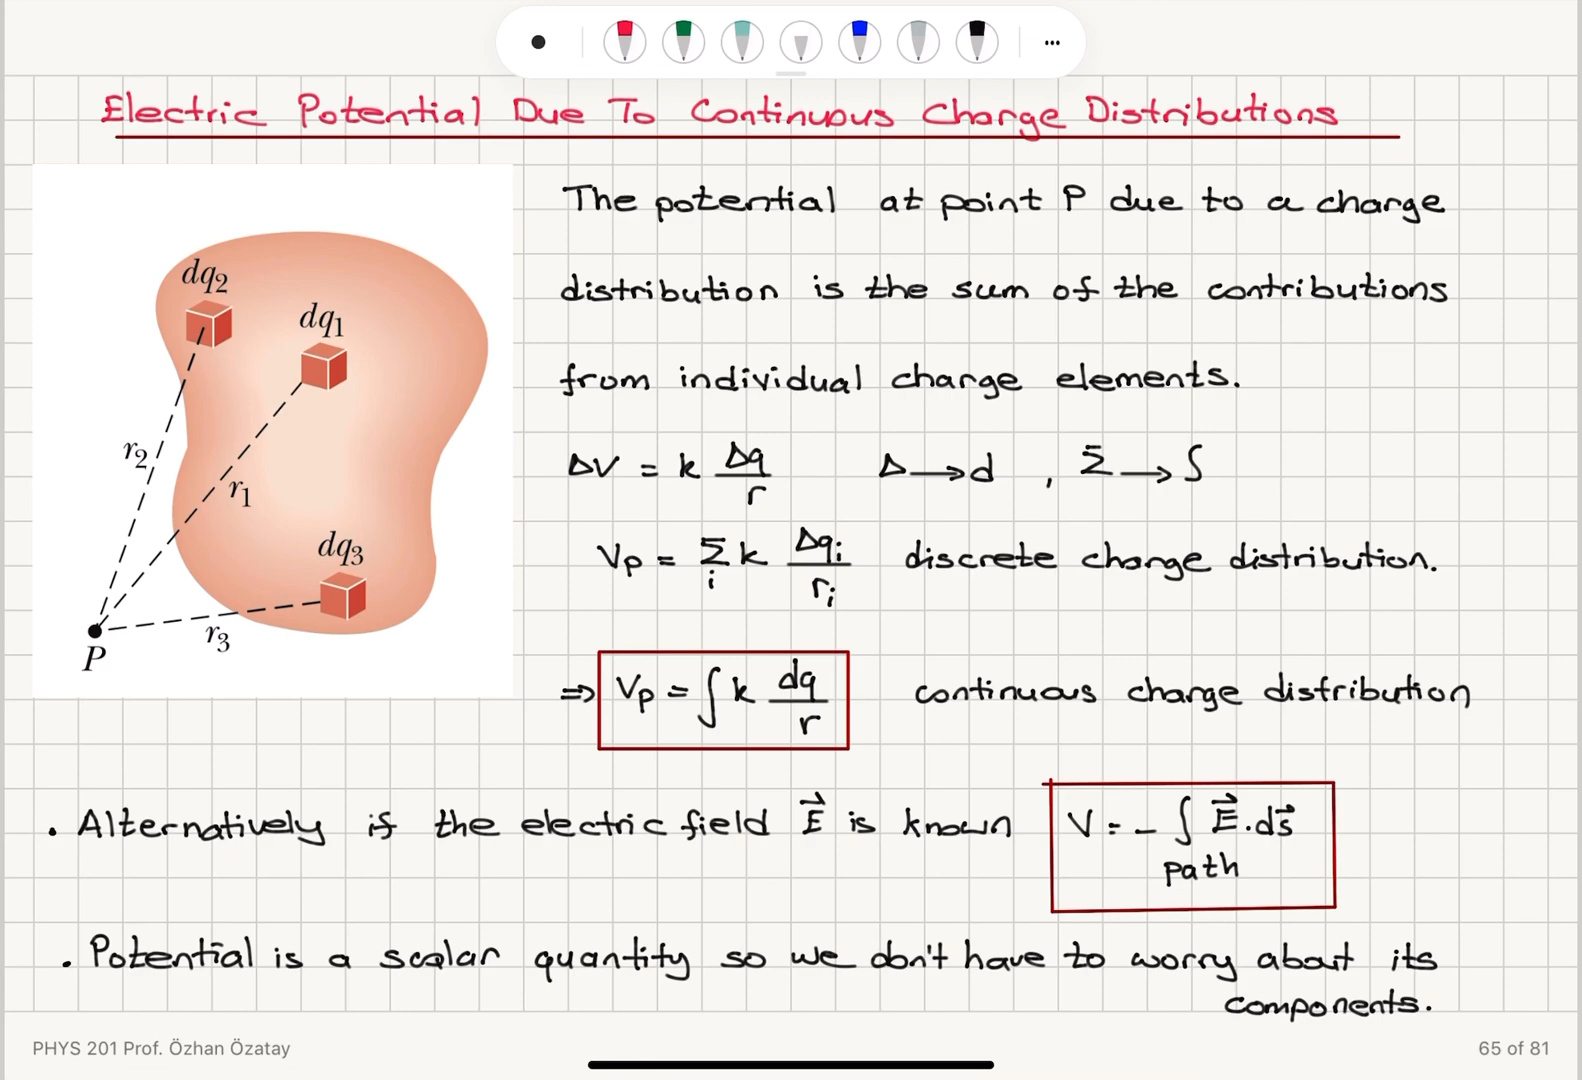 Electric Potential Due To Continuous Charge Distributions
dq₂
dq₁
r₂
r₁
dq₃
r₃
P
The potential at point P due to a charge
distribution is the sum of the contributions
from individual charge elements.
ΔV = k Δq/r Δ → d , Σ → ∫
Vp = Σᵢ k Δqᵢ/rᵢ discrete charge distribution.
⇒ Vp = ∫ k dq/r continuous charge distribution
. Alternatively if the electric field E⃗ is known V = - ∫ E⃗ . ds⃗
path
. Potential is a scalar quantity so we don't have to worry about its
components.
PHYS 201 Prof. Özhan Özatay
65 of 81